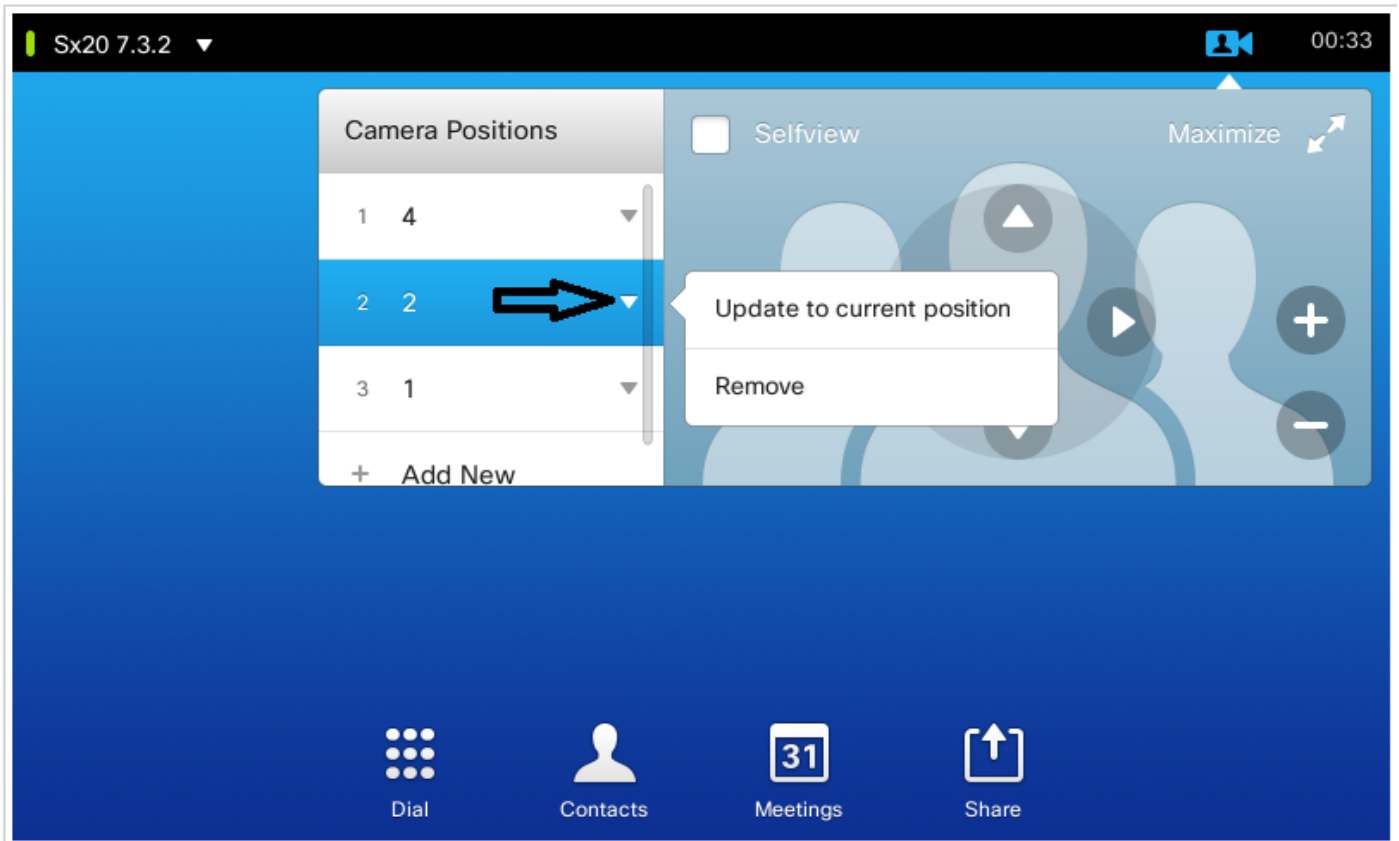 Sx20 7.3.2
00:33
Camera Positions
Selfview
Maximize
1 4
2 2
3 1
+ Add New
Update to current position
Remove
31
Dial
Contacts
Meetings
Share